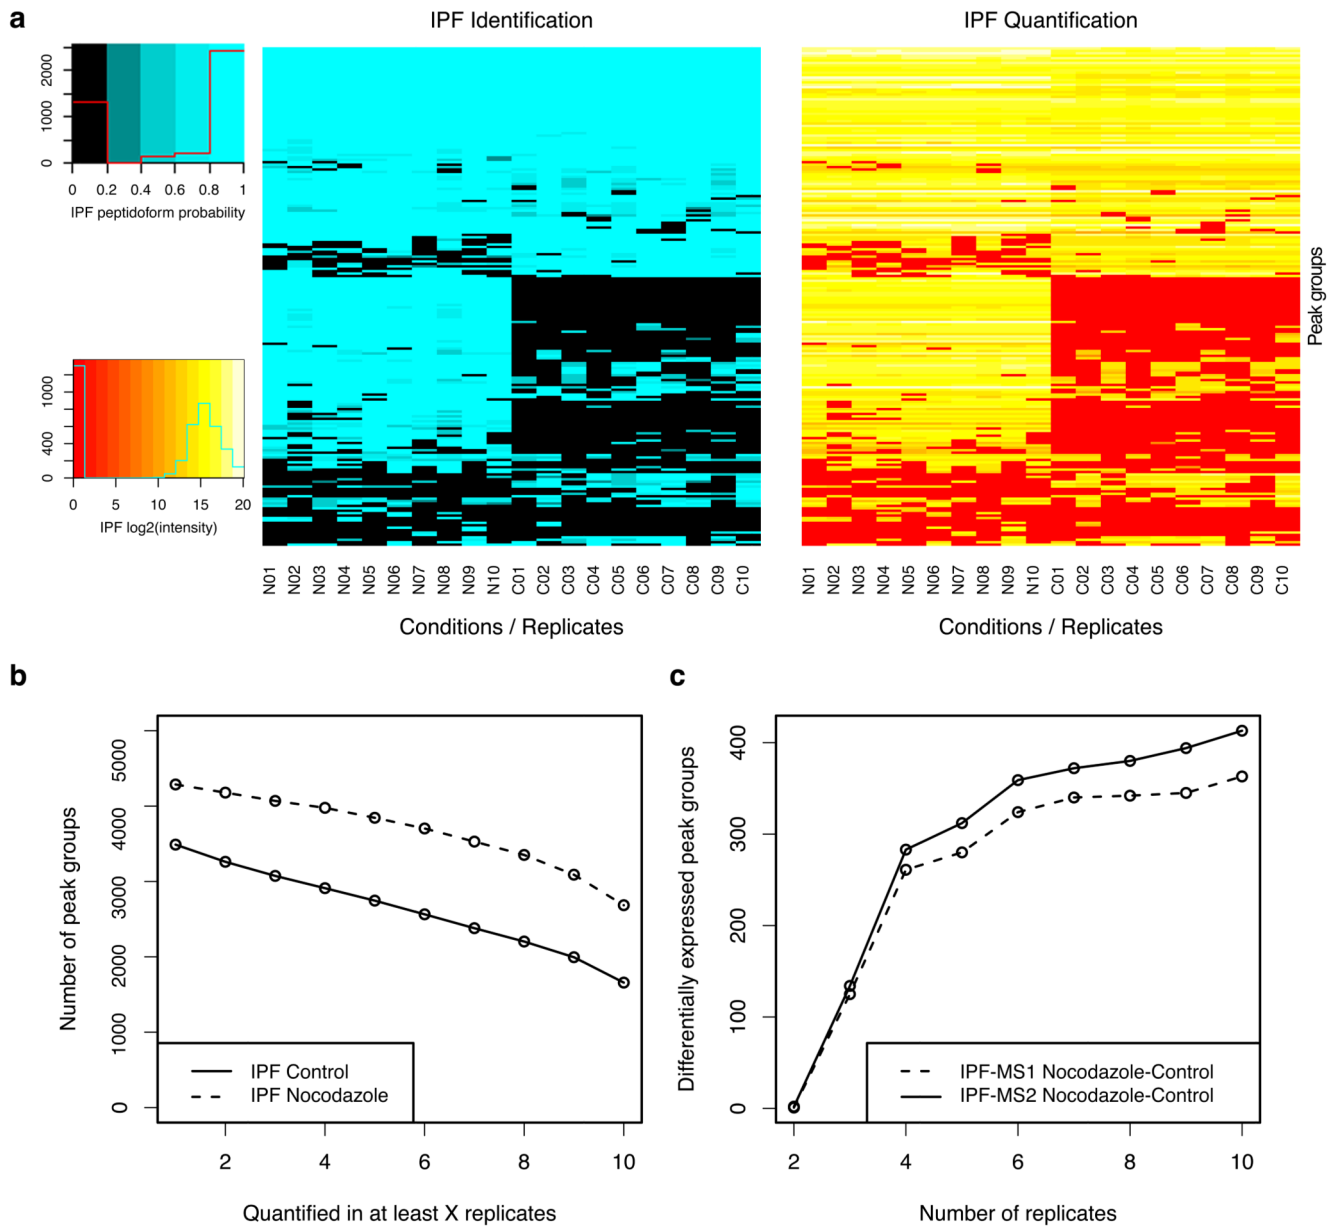 a
IPF Identification
IPF Quantification
2000
1000
0
0 0.2 0.4 0.6 0.8 1
IPF peptidoform probability
1000
400
0
0 5 10 15 20
IPF log2(intensity)
N01 N02 N03 N04 N05 N06 N07 N08 N09 N10 C01 C02 C03 C04 C05 C06 C07 C08 C09 C10
Conditions / Replicates
N01 N02 N03 N04 N05 N06 N07 N08 N09 N10 C01 C02 C03 C04 C05 C06 C07 C08 C09 C10
Conditions / Replicates
Peak groups
b
Number of peak groups
5000
4000
3000
2000
1000
0
IPF Control
IPF Nocodazole
2 4 6 8 10
Quantified in at least X replicates
c
Differentially expressed peak groups
400
300
200
100
0
IPF-MS1 Nocodazole-Control
IPF-MS2 Nocodazole-Control
2 4 6 8 10
Number of replicates